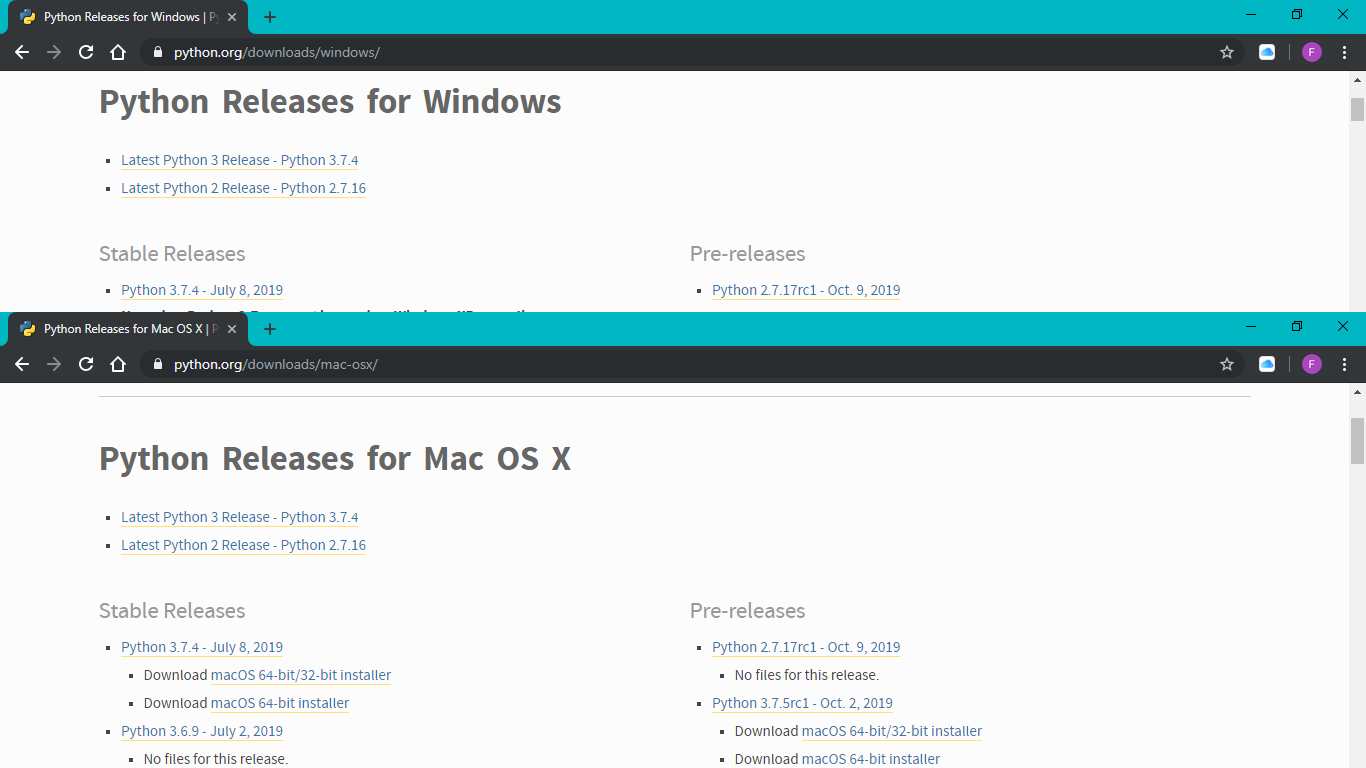 Python Releases for Windows |
python.org/downloads/windows/
F
Python Releases for Windows
Latest Python 3 Release - Python 3.7.4
Latest Python 2 Release - Python 2.7.16
Stable Releases
Pre-releases
Python 3.7.4 - July 8, 2019
Python 2.7.17rc1 - Oct. 9, 2019
Python Releases for Mac OS X | P
python.org/downloads/mac-osx/
F
Python Releases for Mac OS X
Latest Python 3 Release - Python 3.7.4
Latest Python 2 Release - Python 2.7.16
Stable Releases
Python 3.7.4 - July 8, 2019
Download macOS 64-bit/32-bit installer
Download macOS 64-bit installer
Python 3.6.9 - July 2, 2019
No files for this release.
Pre-releases
Python 2.7.17rc1 - Oct. 9, 2019
No files for this release.
Python 3.7.5rc1 - Oct. 2, 2019
Download macOS 64-bit/32-bit installer
Download macOS 64-bit installer